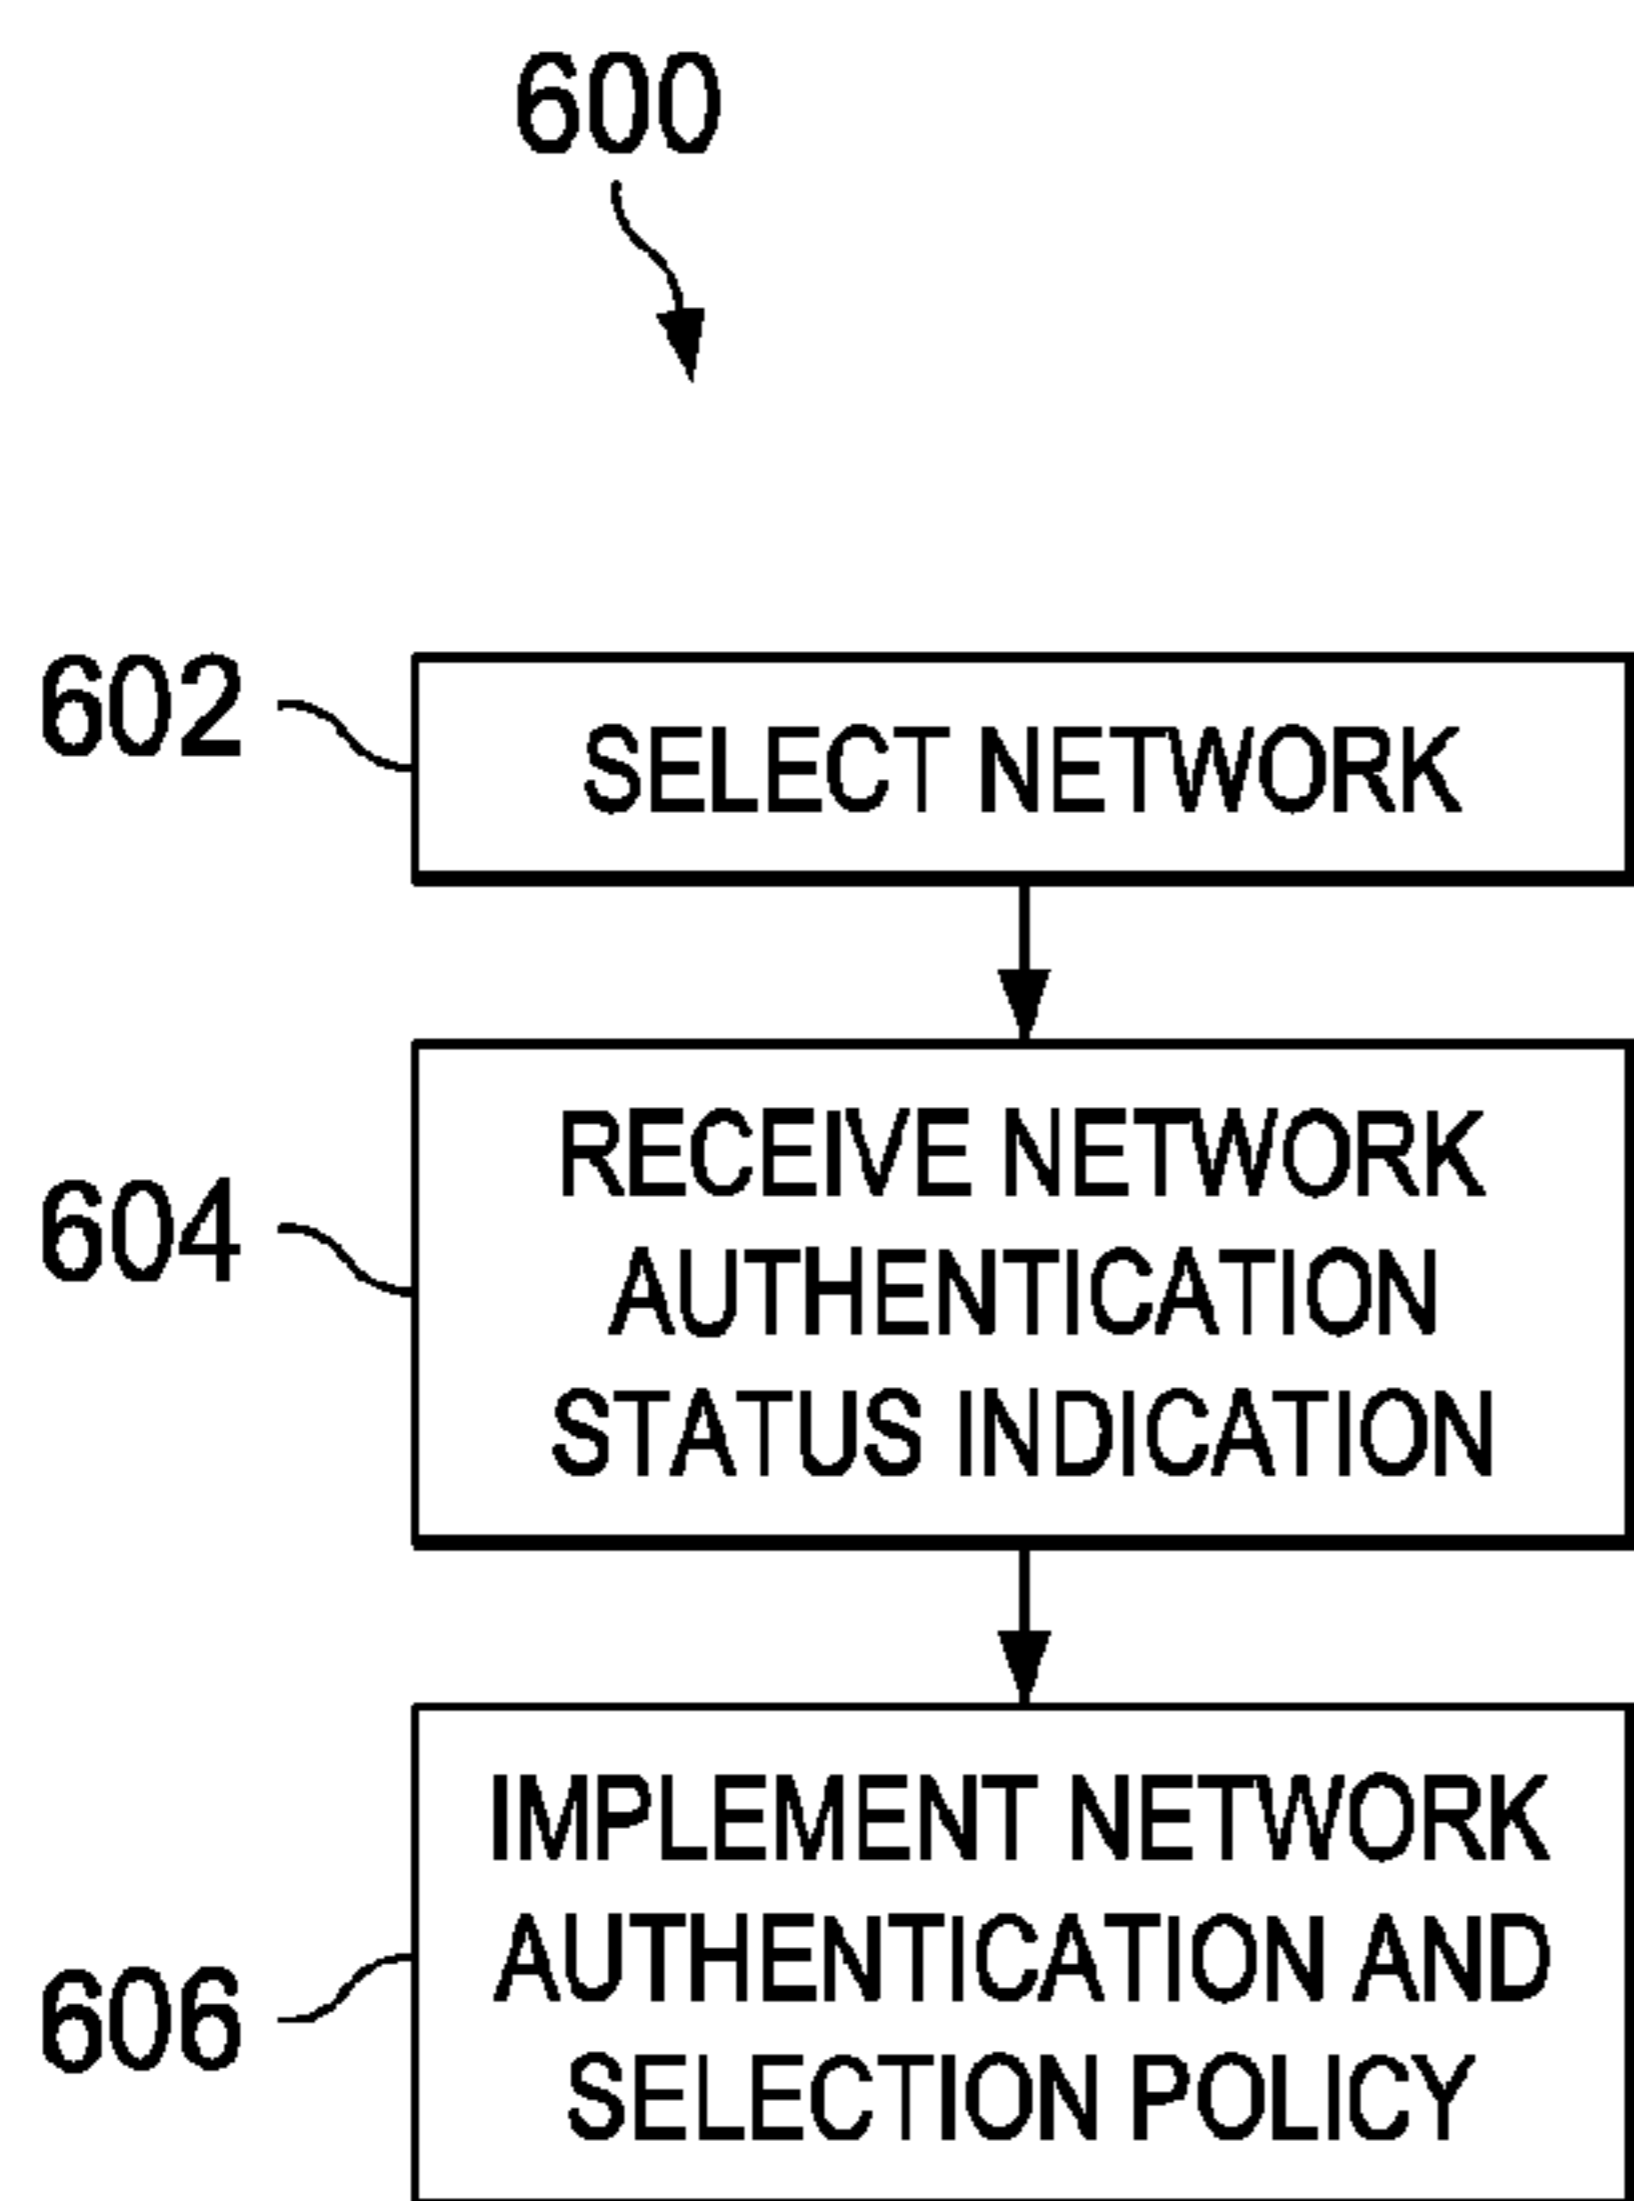 600
602
SELECT NETWORK
604
RECEIVE NETWORK
AUTHENTICATION
STATUS INDICATION
606
IMPLEMENT NETWORK
AUTHENTICATION AND
SELECTION POLICY